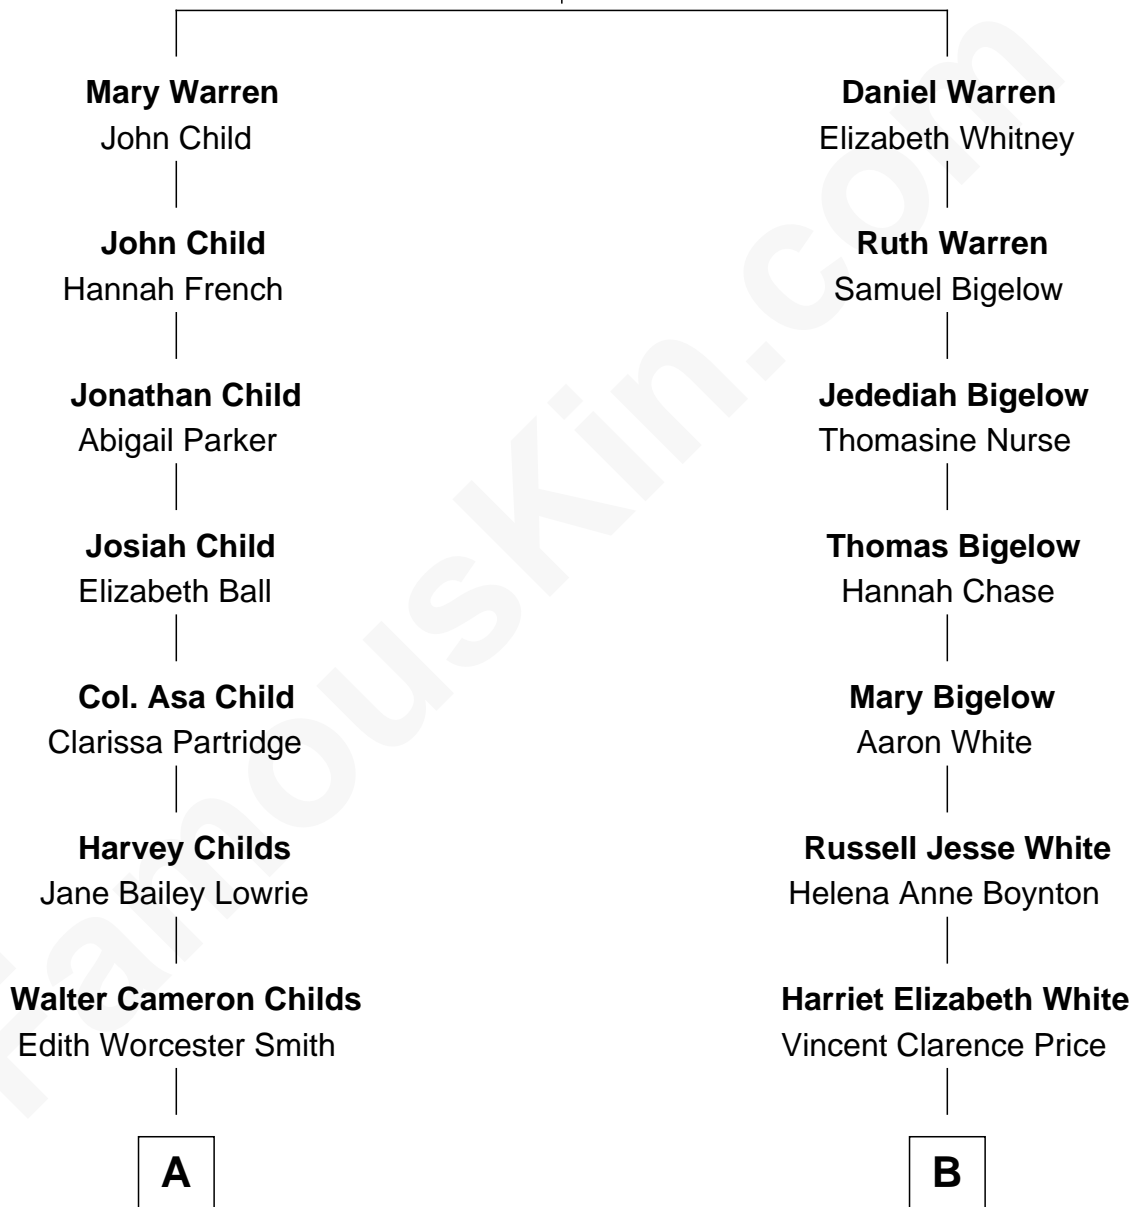 Mary Warren
John Child
Daniel Warren
Elizabeth Whitney
John Child
Hannah French
Ruth Warren
Samuel Bigelow
Jonathan Child
Abigail Parker
Jedediah Bigelow
Thomasine Nurse
Josiah Child
Elizabeth Ball
Thomas Bigelow
Hannah Chase
Col. Asa Child
Clarissa Partridge
Mary Bigelow
Aaron White
Harvey Childs
Jane Bailey Lowrie
Russell Jesse White
Helena Anne Boynton
Walter Cameron Childs
Edith Worcester Smith
Harriet Elizabeth White
Vincent Clarence Price
A
B
FamousKin.com